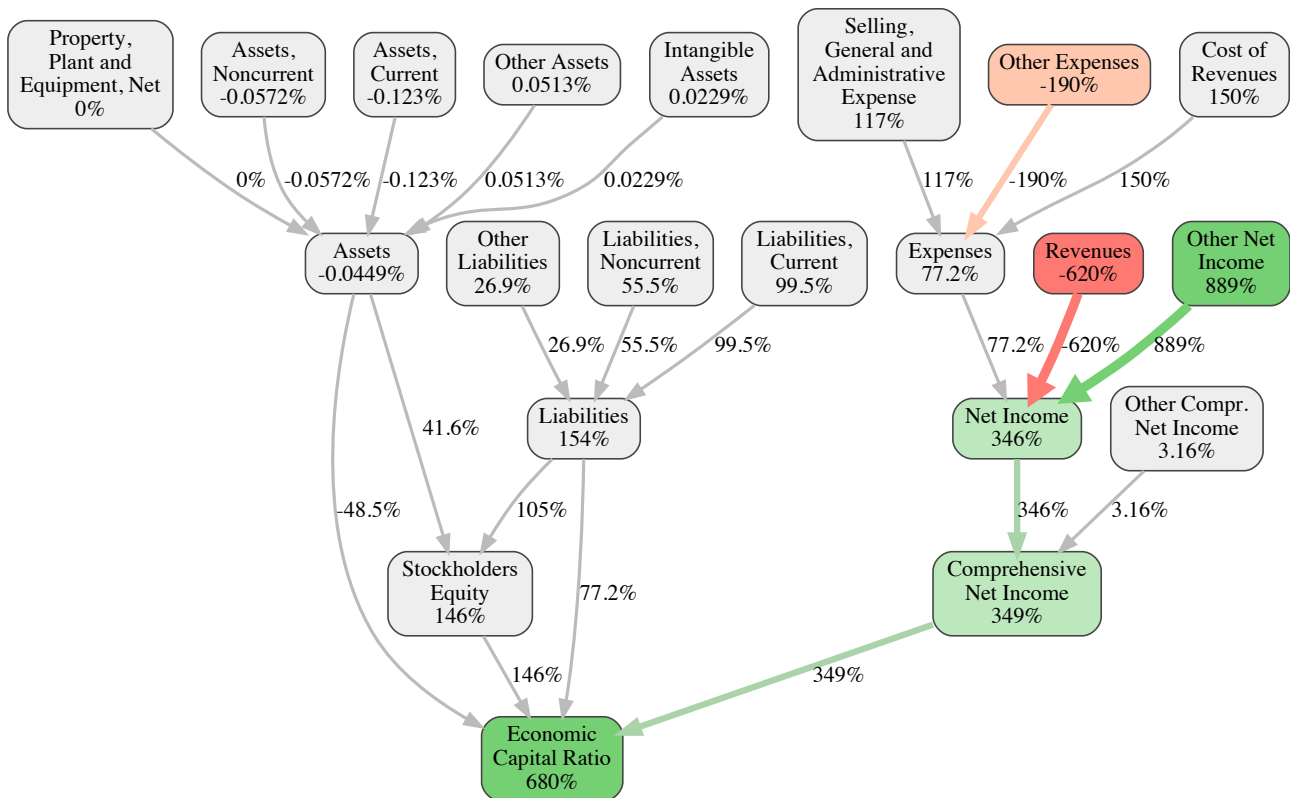 Property,
Plant and
Equipment, Net
0%
Assets,
Noncurrent
-0.0572%
Assets,
Current
-0.123%
Other Assets
0.0513%
Intangible
Assets
0.0229%
Selling,
General and
Administrative
Expense
117%
Other Expenses
-190%
Cost of
Revenues
150%
0%
-0.0572%
-0.123%
0.0513%
0.0229%
117%
-190%
150%
Assets
-0.0449%
Other
Liabilities
26.9%
Liabilities,
Noncurrent
55.5%
Liabilities,
Current
99.5%
Expenses
77.2%
Revenues
-620%
Other Net
Income
889%
26.9%
55.5%
99.5%
77.2%
-620%
889%
Liabilities
154%
Net Income
346%
Other Compr.
Net Income
3.16%
41.6%
-48.5%
105%
346%
3.16%
Stockholders
Equity
146%
77.2%
Comprehensive
Net Income
349%
146%
349%
Economic
Capital Ratio
680%